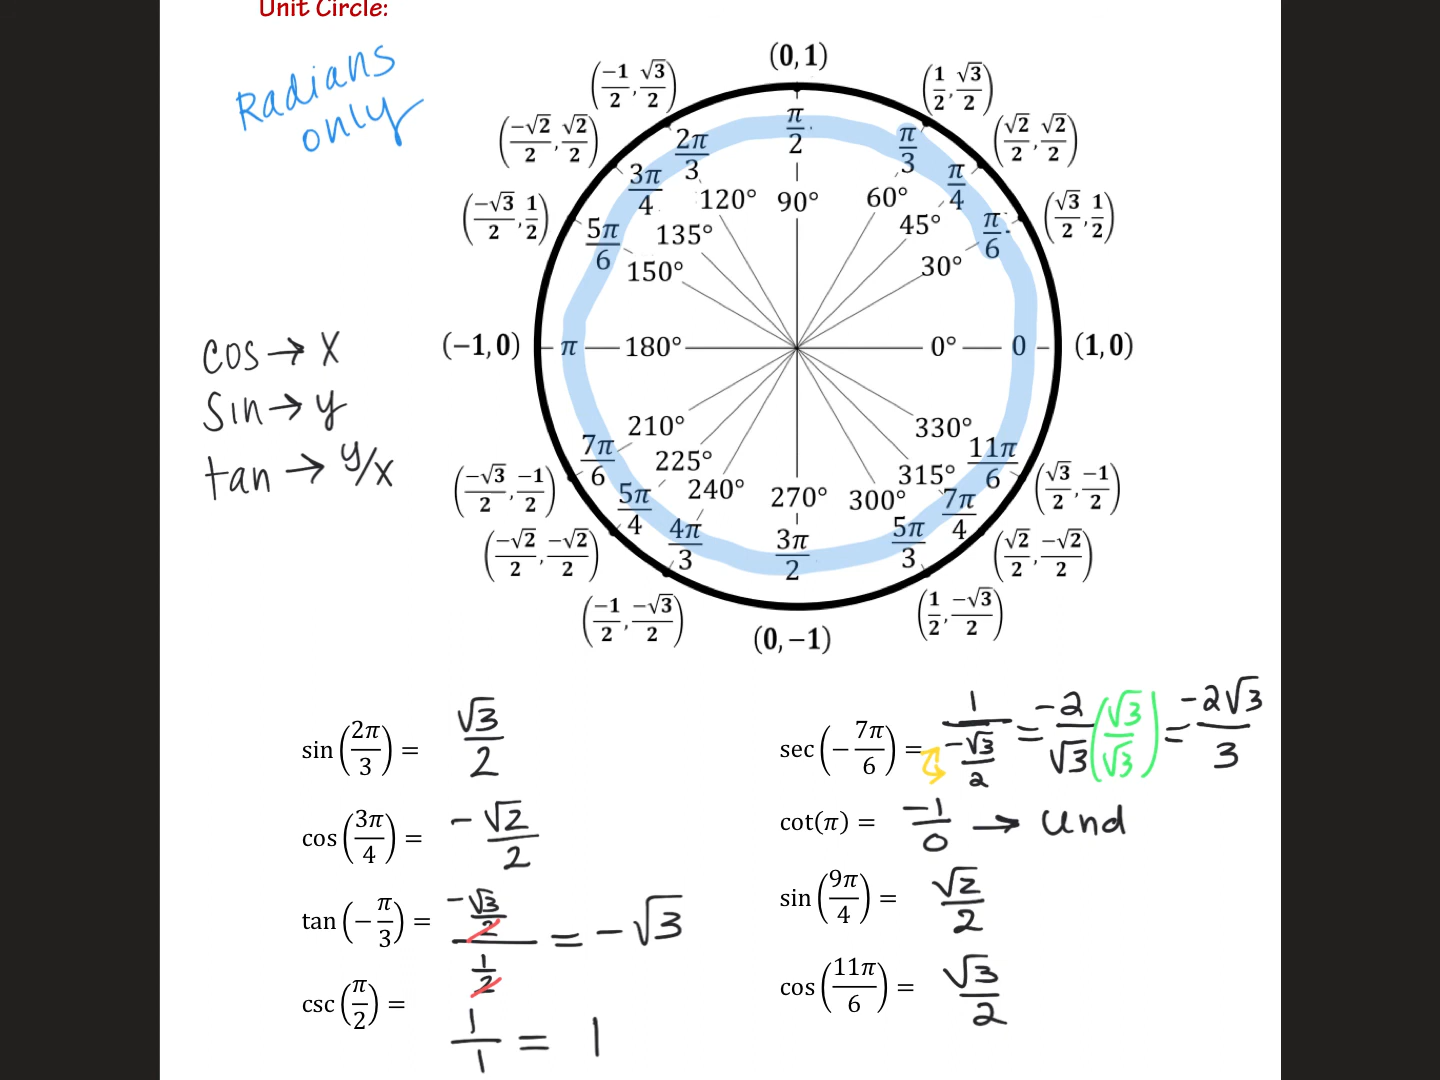 Unit Circle:
Radians
only
(0, 1)
(-1/2, √3/2)
(1/2, √3/2)
(-√2/2, √2/2)
(√2/2, √2/2)
(-√3/2, 1/2)
(√3/2, 1/2)
π/2
2π/3
π/3
3π/4
π/4
5π/6
π/6
120° 90° 60°
135° 45°
150° 30°
(−1, 0) π 180° 0° 0 (1, 0)
cos → x
sin → y
tan → y/x
210° 330°
225° 315°
240° 270° 300°
7π/6
11π/6
5π/4
7π/4
4π/3
3π/2
5π/3
(-√3/2, -1/2)
(√3/2, -1/2)
(-√2/2, -√2/2)
(√2/2, -√2/2)
(-1/2, -√3/2)
(1/2, -√3/2)
(0, −1)
sin(2π/3) = √3/2
cos(3π/4) = -√2/2
tan(−π/3) = (-√3/2)/(1/2) = -√3
csc(π/2) = 1/1 = 1
sec(−7π/6) = 1/(-√3/2) = -2/√3 (√3/√3) = -2√3/3
cot(π) = -1/0 → und
sin(9π/4) = √2/2
cos(11π/6) = √3/2